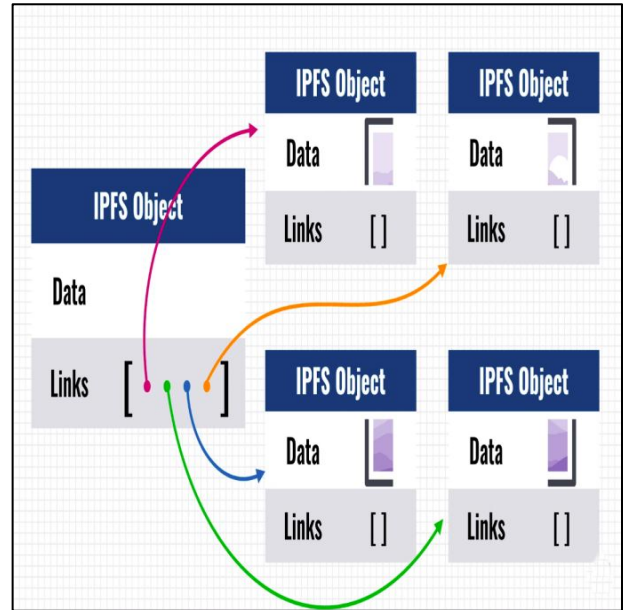 IPFS Object
Data
Links [ ]
IPFS Object
Data
Links []
IPFS Object
Data
Links []
IPFS Object
Data
Links []
IPFS Object
Data
Links []